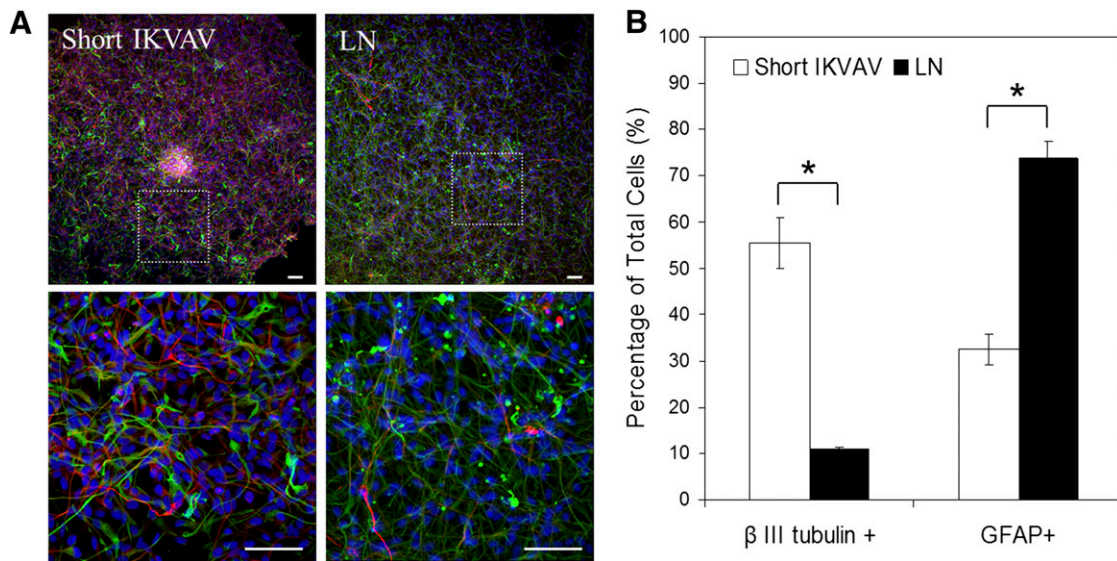 A
Short IKVAV
LN
B
Percentage of Total Cells (%)
100
90
80
70
60
50
40
30
20
10
0
Short IKVAV
LN
*
*
β III tubulin +
GFAP+